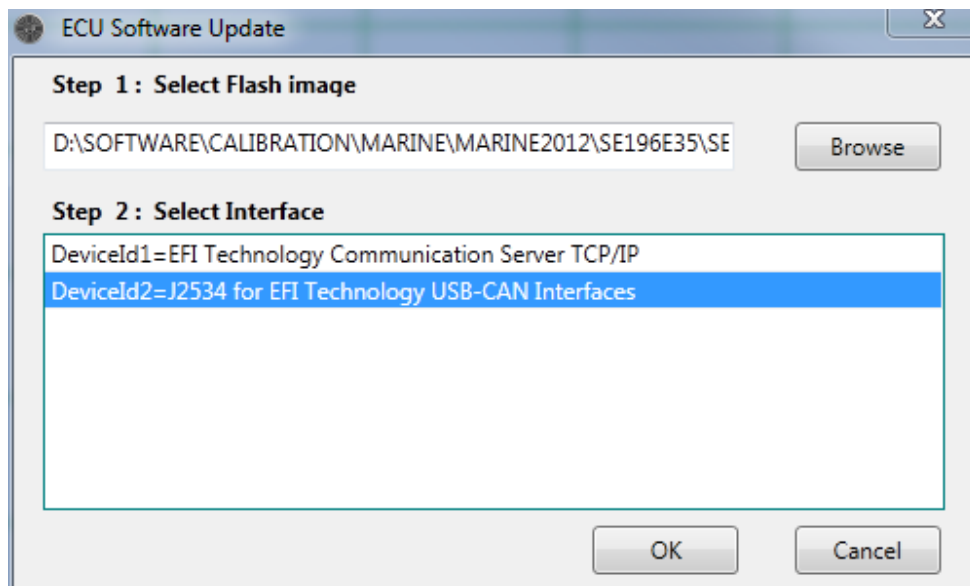 ECU Software Update
X
Step 1 : Select Flash image
D:\SOFTWARE\CALIBRATION\MARINE\MARINE2012\SE196E35\SE
Browse
Step 2 : Select Interface
DeviceId1=EFI Technology Communication Server TCP/IP
DeviceId2=J2534 for EFI Technology USB-CAN Interfaces
OK
Cancel